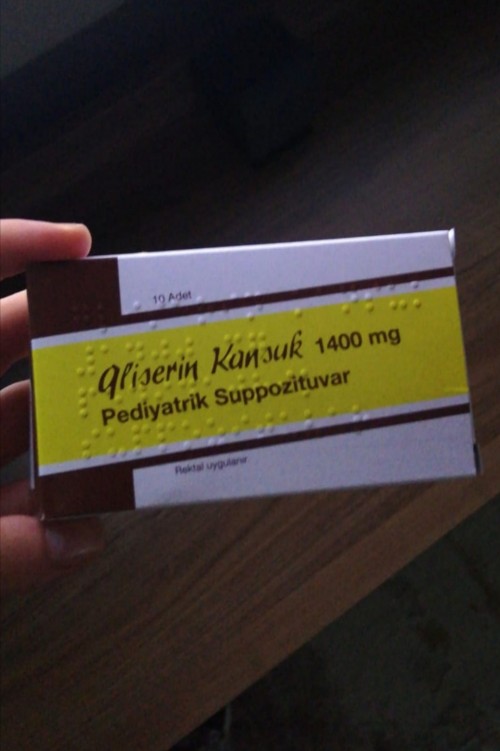 10 Adet
Gliserin Kansuk 1400 mg
Pediyatrik Suppozituvar
Rektal uygulanır